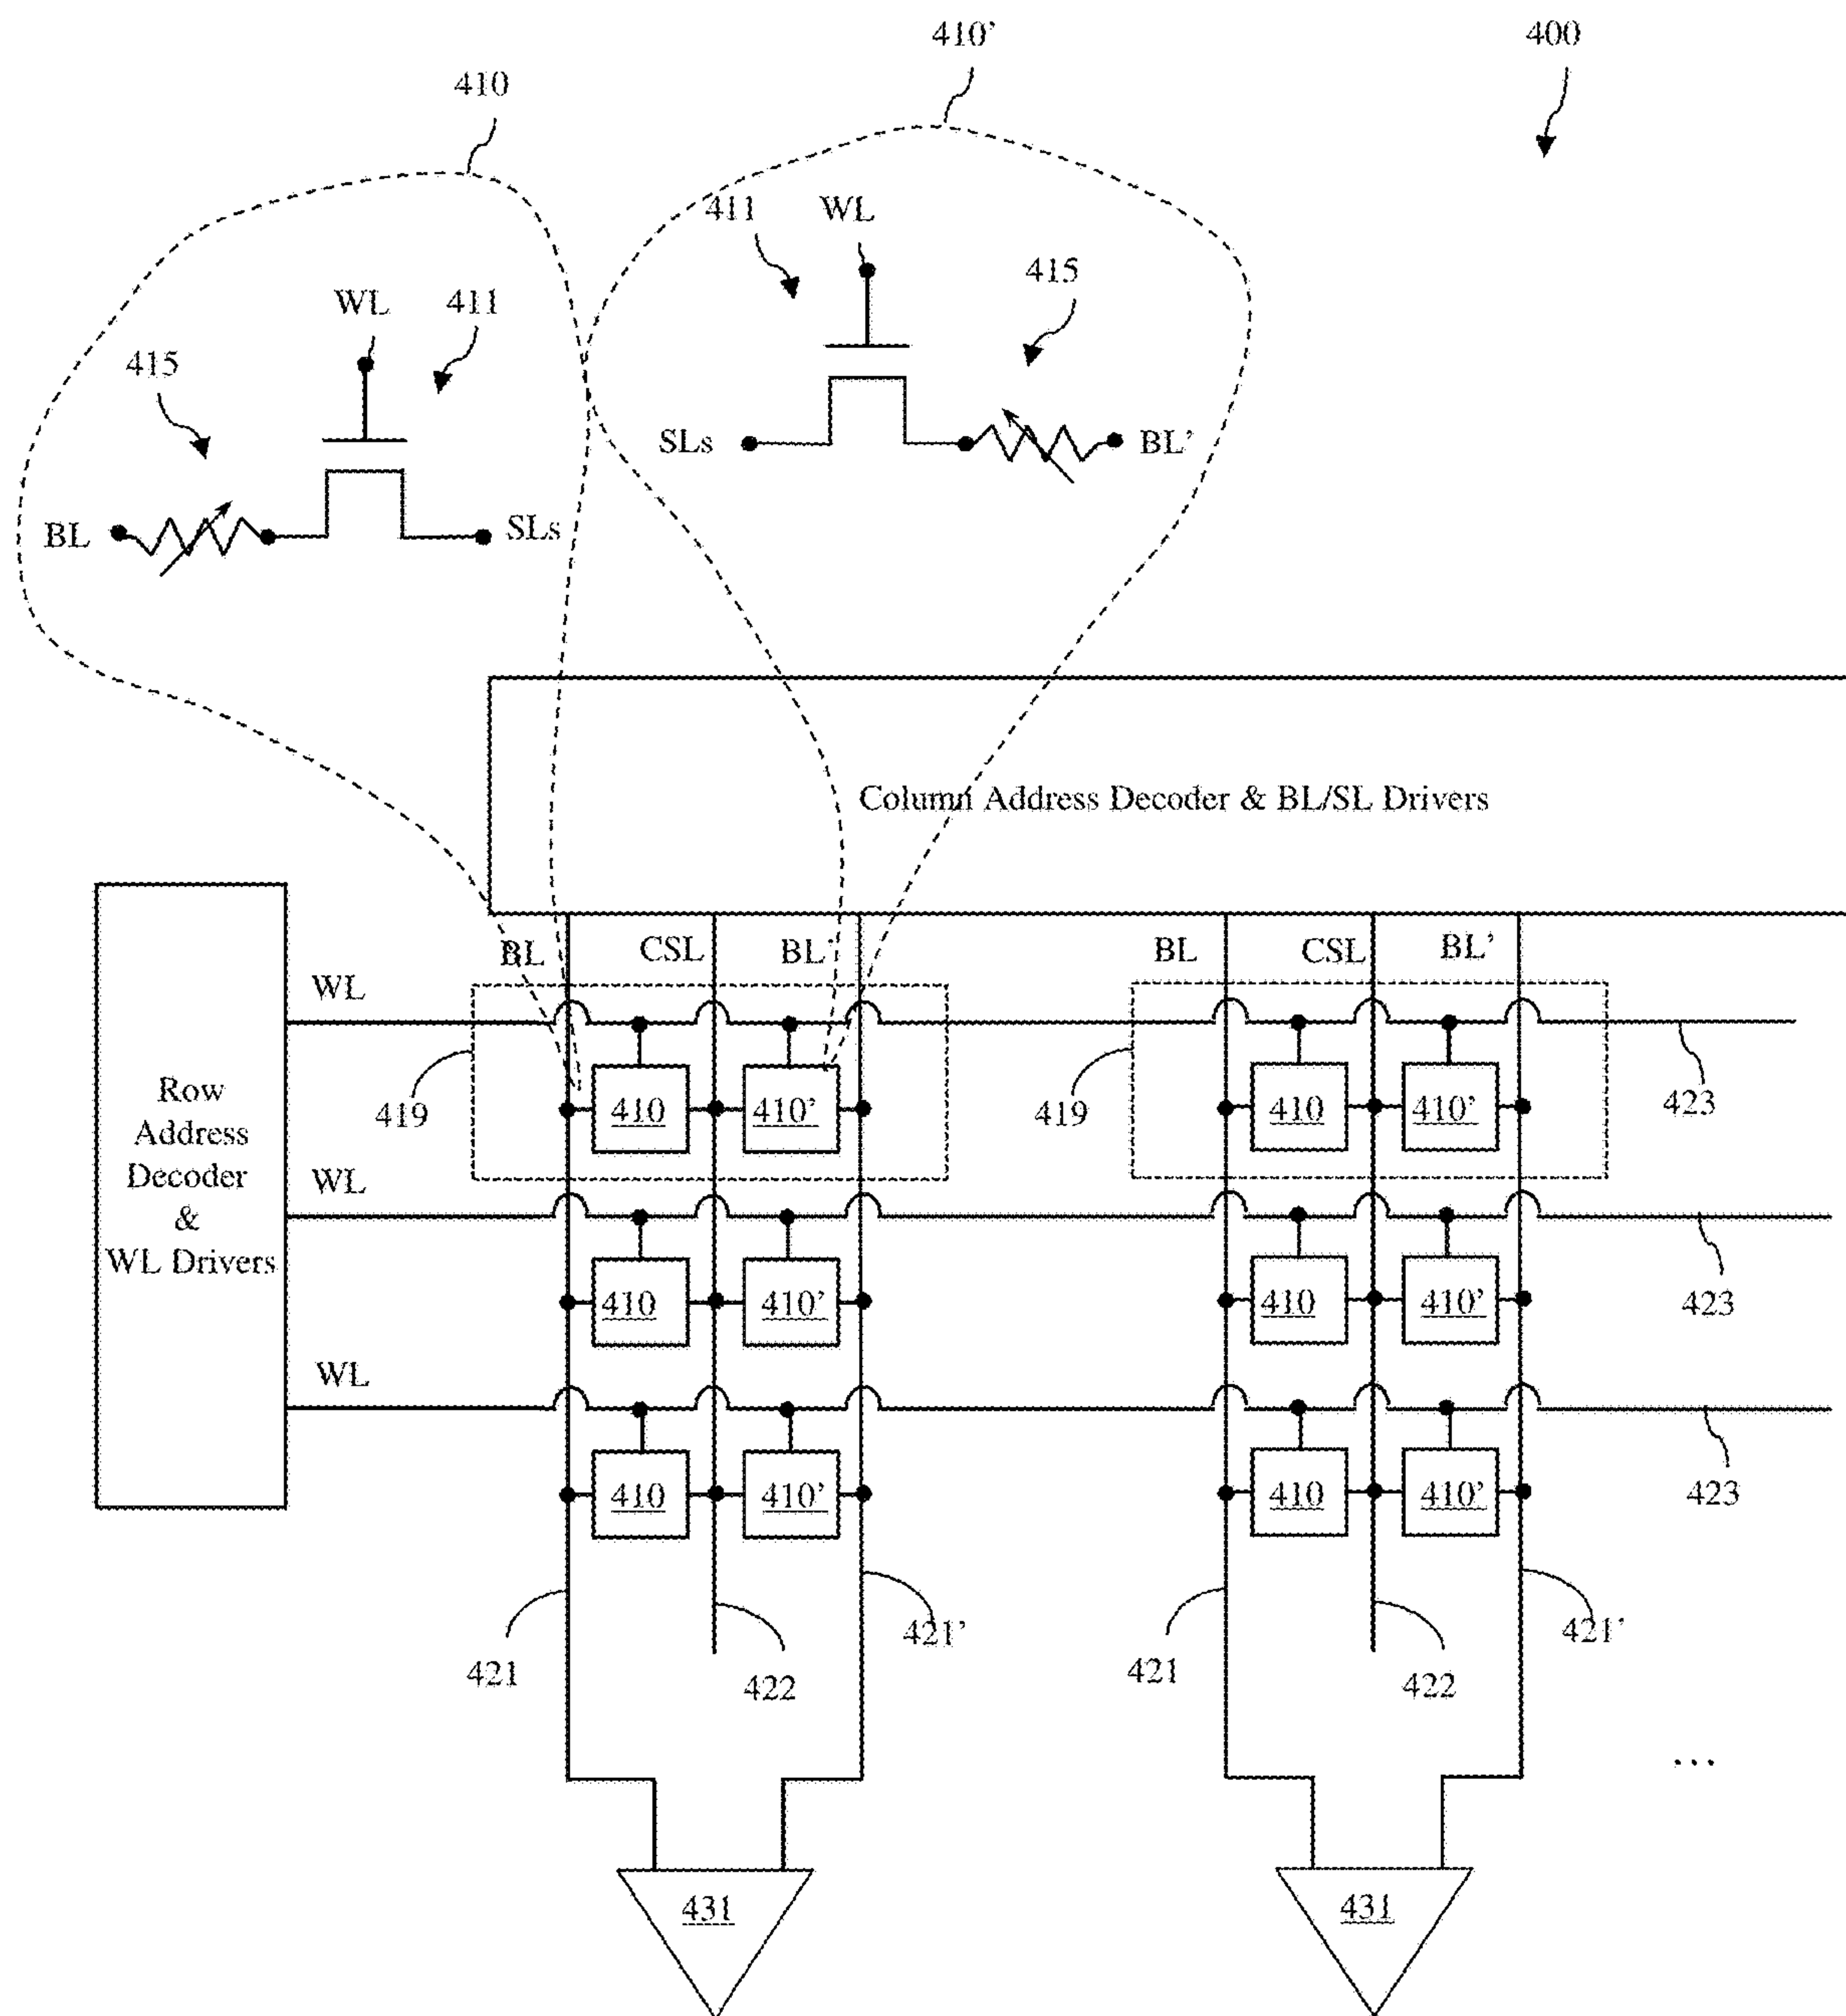 410’
400
410
411
WL
415
WL
411
415
SLs
BL’
BL
SLs
Column Address Decoder & BL/SL Drivers
BL
CSL
BL’
BL
CSL
BL’
WL
Row
Address
Decoder
&
WL Drivers
419
410
410’
419
410
410’
423
WL
410
410’
410
410’
423
WL
410
410’
410
410’
423
421
422
421’
421
422
421’
...
431
431